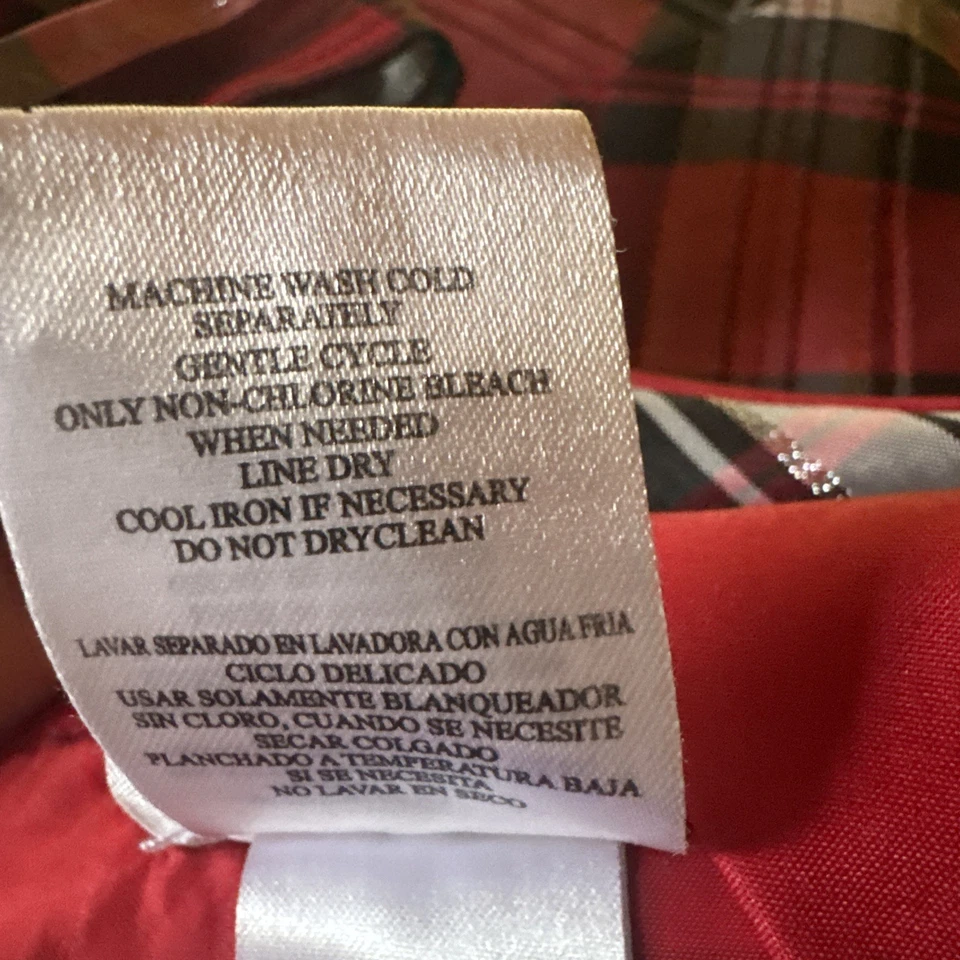 MACHINE WASH COLD
SEPARATELY
GENTLE CYCLE
ONLY NON-CHLORINE BLEACH
WHEN NEEDED
LINE DRY
COOL IRON IF NECESSARY
DO NOT DRYCLEAN
LAVAR SEPARADO EN LAVADORA CON AGUA FRIA
CICLO DELICADO
USAR SOLAMENTE BLANQUEADOR
SIN CLORO, CUANDO SE NECESITE
SECAR COLGADO
PLANCHADO A TEMPERATURA BAJA
SI SE NECESITA
NO LAVAR EN SECO